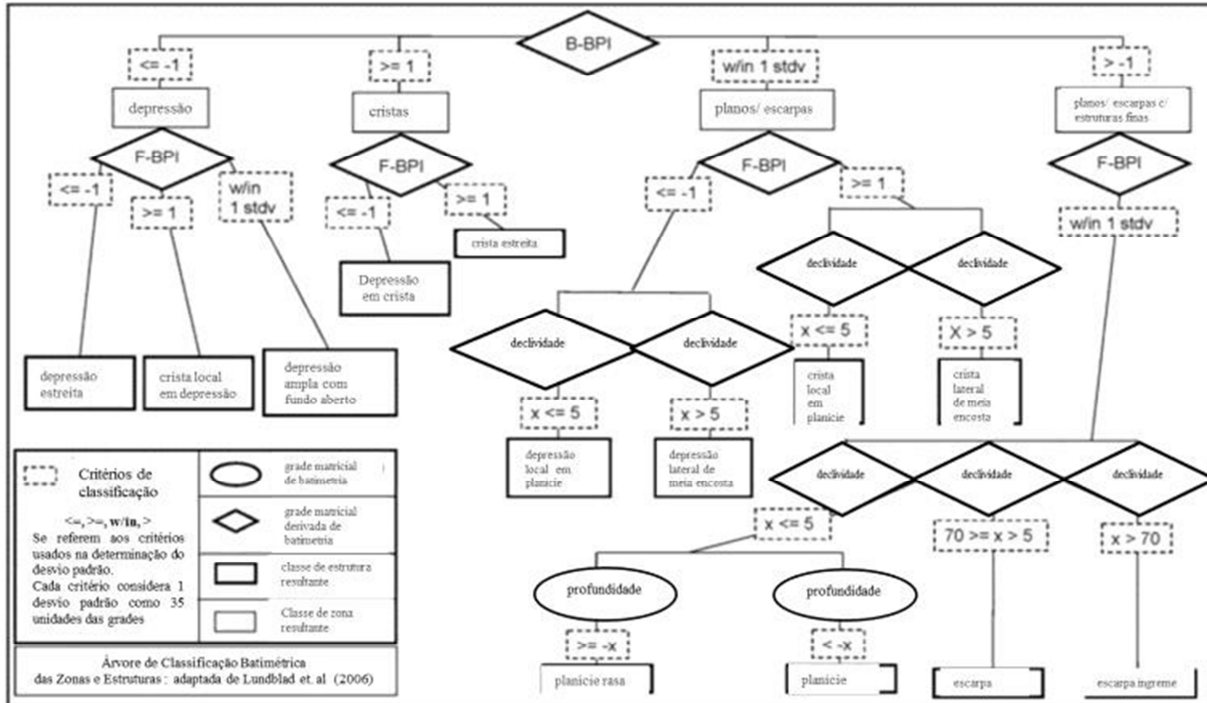 B-BPI
<= -1
>= 1
w/in 1 stdv
> -1
depressão
cristas
planos/ escarpas
planos/ escarpas c/
estruturas finas
F-BPI
F-BPI
F-BPI
F-BPI
<= -1
>= 1
w/in
1 stdv
<= -1
>= 1
<= -1
>= 1
w/in 1 stdv
crista estreita
Depressão
em crista
declividade
declividade
x <= 5
X > 5
declividade
declividade
crista
local
em
planície
crista
lateral
de meia
encosta
depressão
estreita
crista local
em depressão
depressão
ampla com
fundo aberto
x <= 5
x > 5
depressão
local em
planície
depressão
lateral de
meia encosta
declividade
declividade
declividade
x <= 5
70 >= x > 5
x > 70
profundidade
profundidade
>= -x
< -x
planície rasa
planície
escarpa
escarpa íngreme
Critérios de
classificação
<=, >=, w/in, >
Se referem aos critérios
usados na determinação do
desvio padrão.
Cada critério considera 1
desvio padrão como 35
unidades das grades
grade matricial
de batimetria
grade matricial
derivada de
batimetria
classe de estrutura
resultante
Classe de zona
resultante
Árvore de Classificação Batimétrica
das Zonas e Estruturas : adaptada de Lundblad et. al (2006)